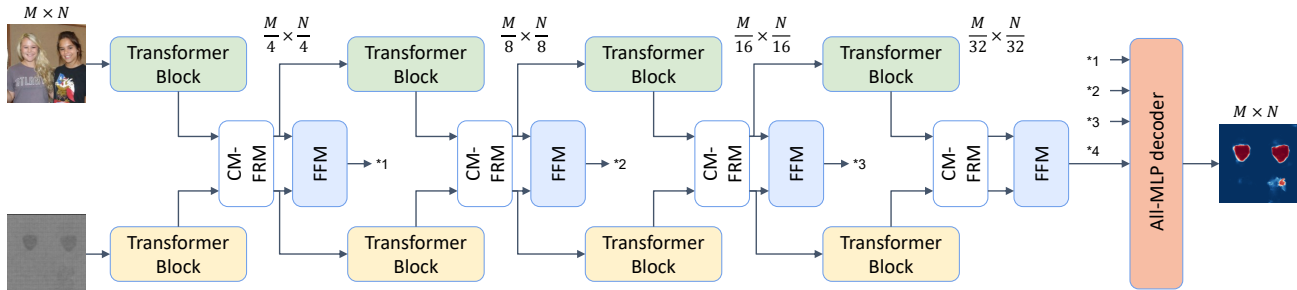 M × N
M/4 × N/4
M/8 × N/8
M/16 × N/16
M/32 × N/32
Transformer
Block
Transformer
Block
Transformer
Block
Transformer
Block
*1
*2
*3
*4
M × N
CM-
FRM
FFM
*1
CM-
FRM
FFM
*2
CM-
FRM
FFM
*3
CM-
FRM
FFM
All-MLP decoder
Transformer
Block
Transformer
Block
Transformer
Block
Transformer
Block